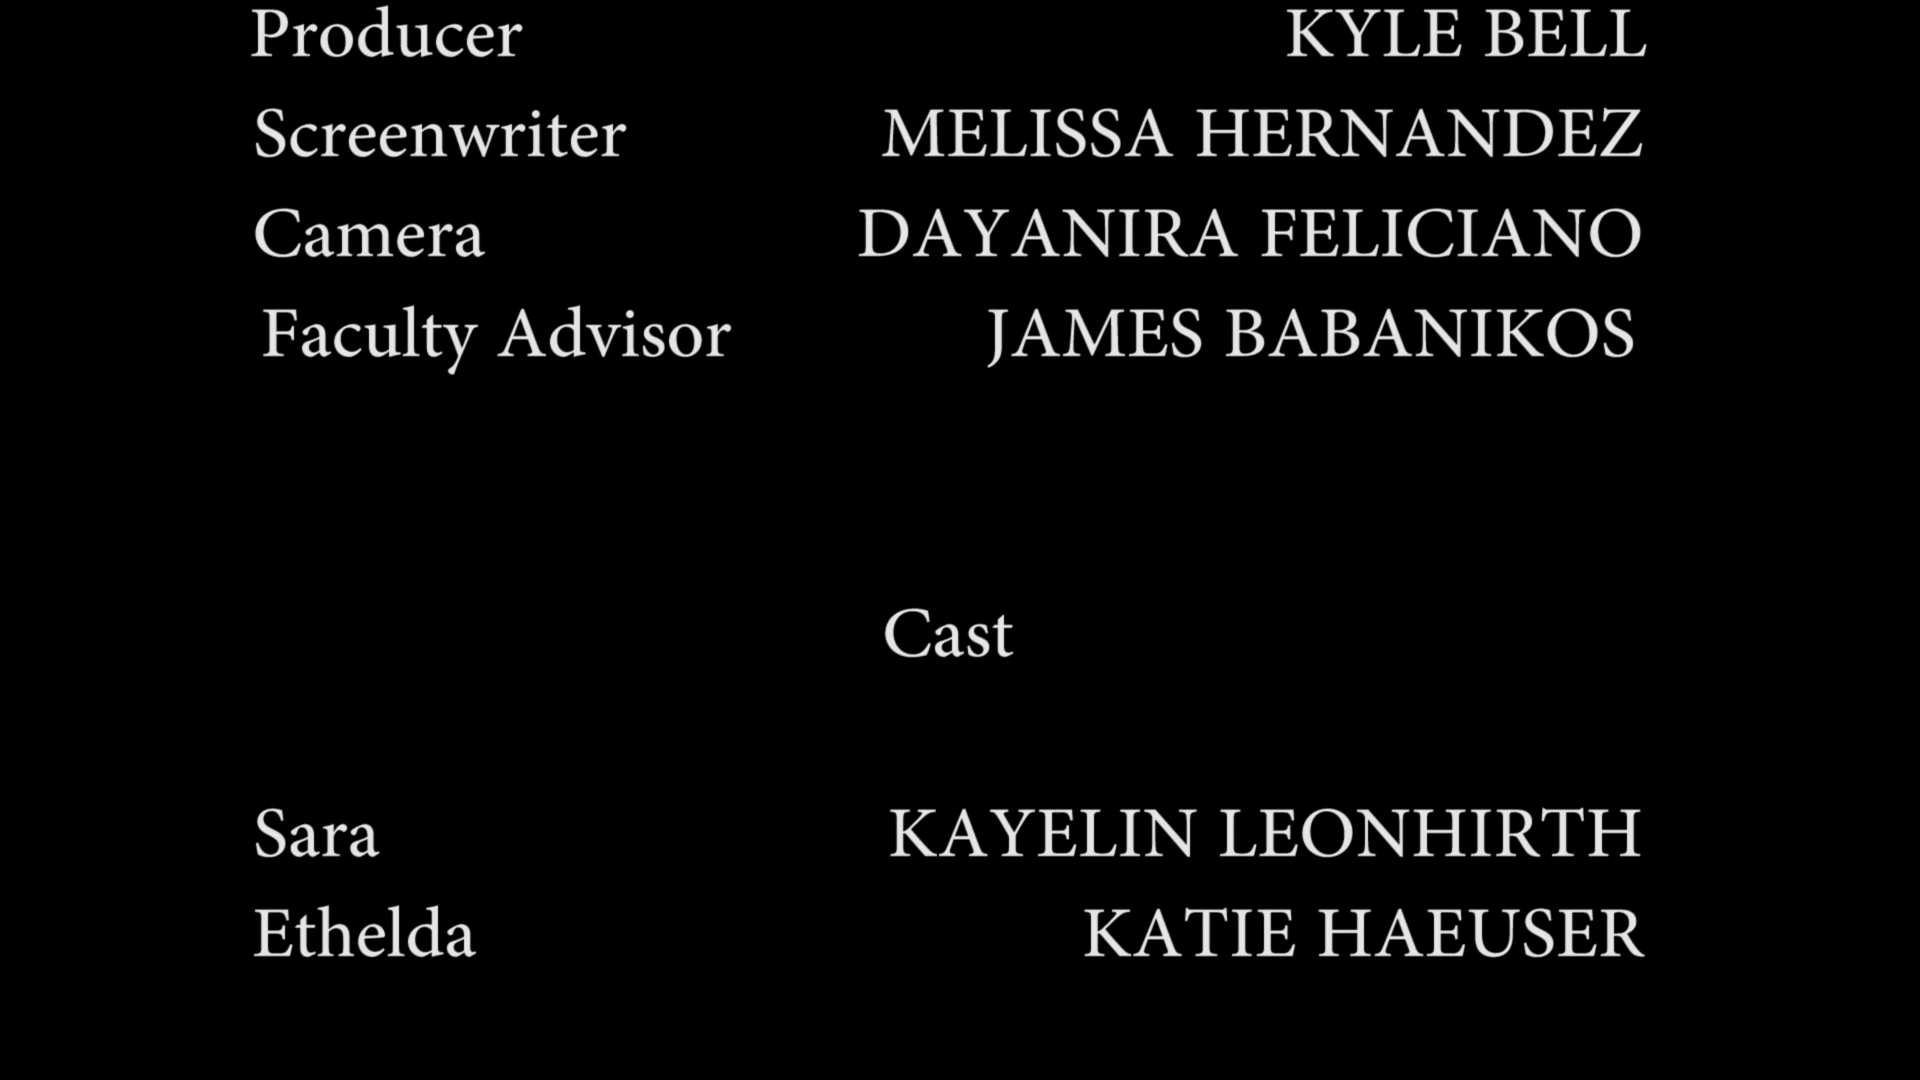 Producer KYLE BELL
Screenwriter MELISSA HERNANDEZ
Camera DAYANIRA FELICIANO
Faculty Advisor JAMES BABANIKOS
Cast
Sara KAYELIN LEONHIRTH
Ethelda KATIE HAEUSER